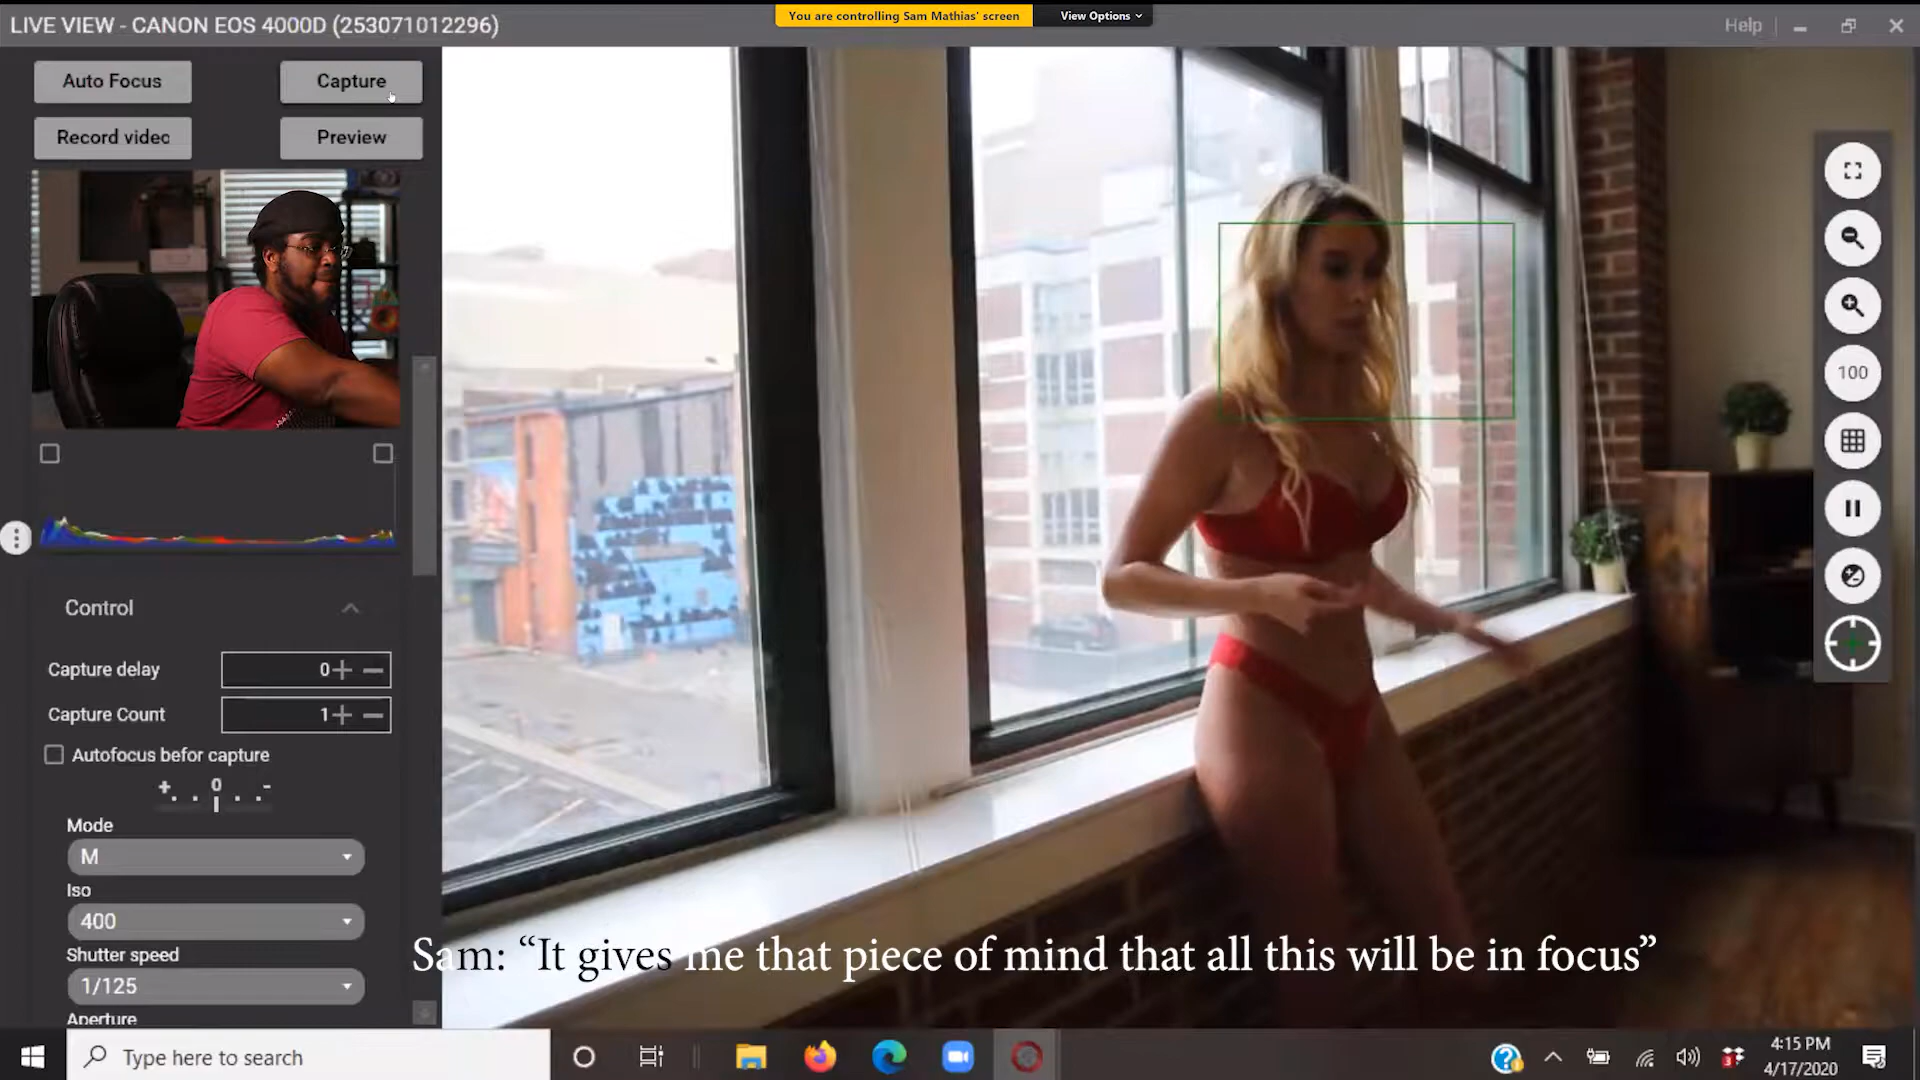 You are controlling Sam Mathias' screen
View Options
LIVE VIEW - CANON EOS 4000D (253071012296)
Help
Auto Focus
Capture
Record video
Preview
100
Control
Capture delay
0
Capture Count
1
Autofocus befor capture
+ . . 0 . . -
Mode
M
Iso
400
Shutter speed
1/125
Aperture
Sam: “It gives me that piece of mind that all this will be in focus”
Type here to search
4:15 PM
4/17/2020